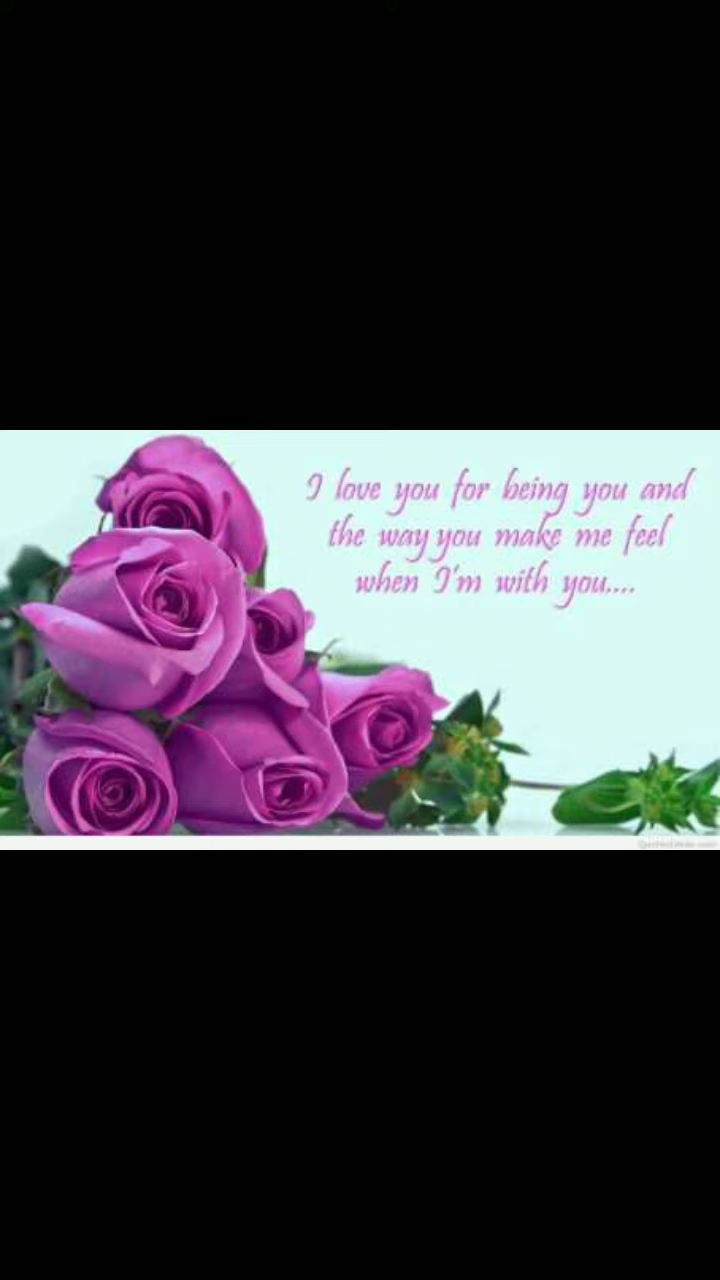 I love you for being you and
the way you make me feel
when I'm with you....